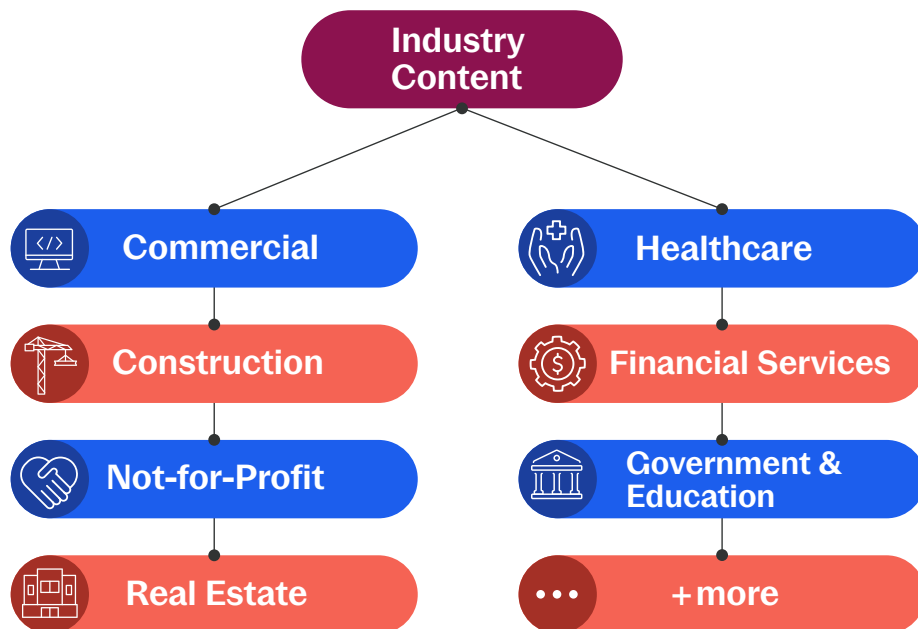 Industry
Content
Commercial
Construction
Not-for-Profit
Real Estate
Healthcare
Financial Services
Government &
Education
+more